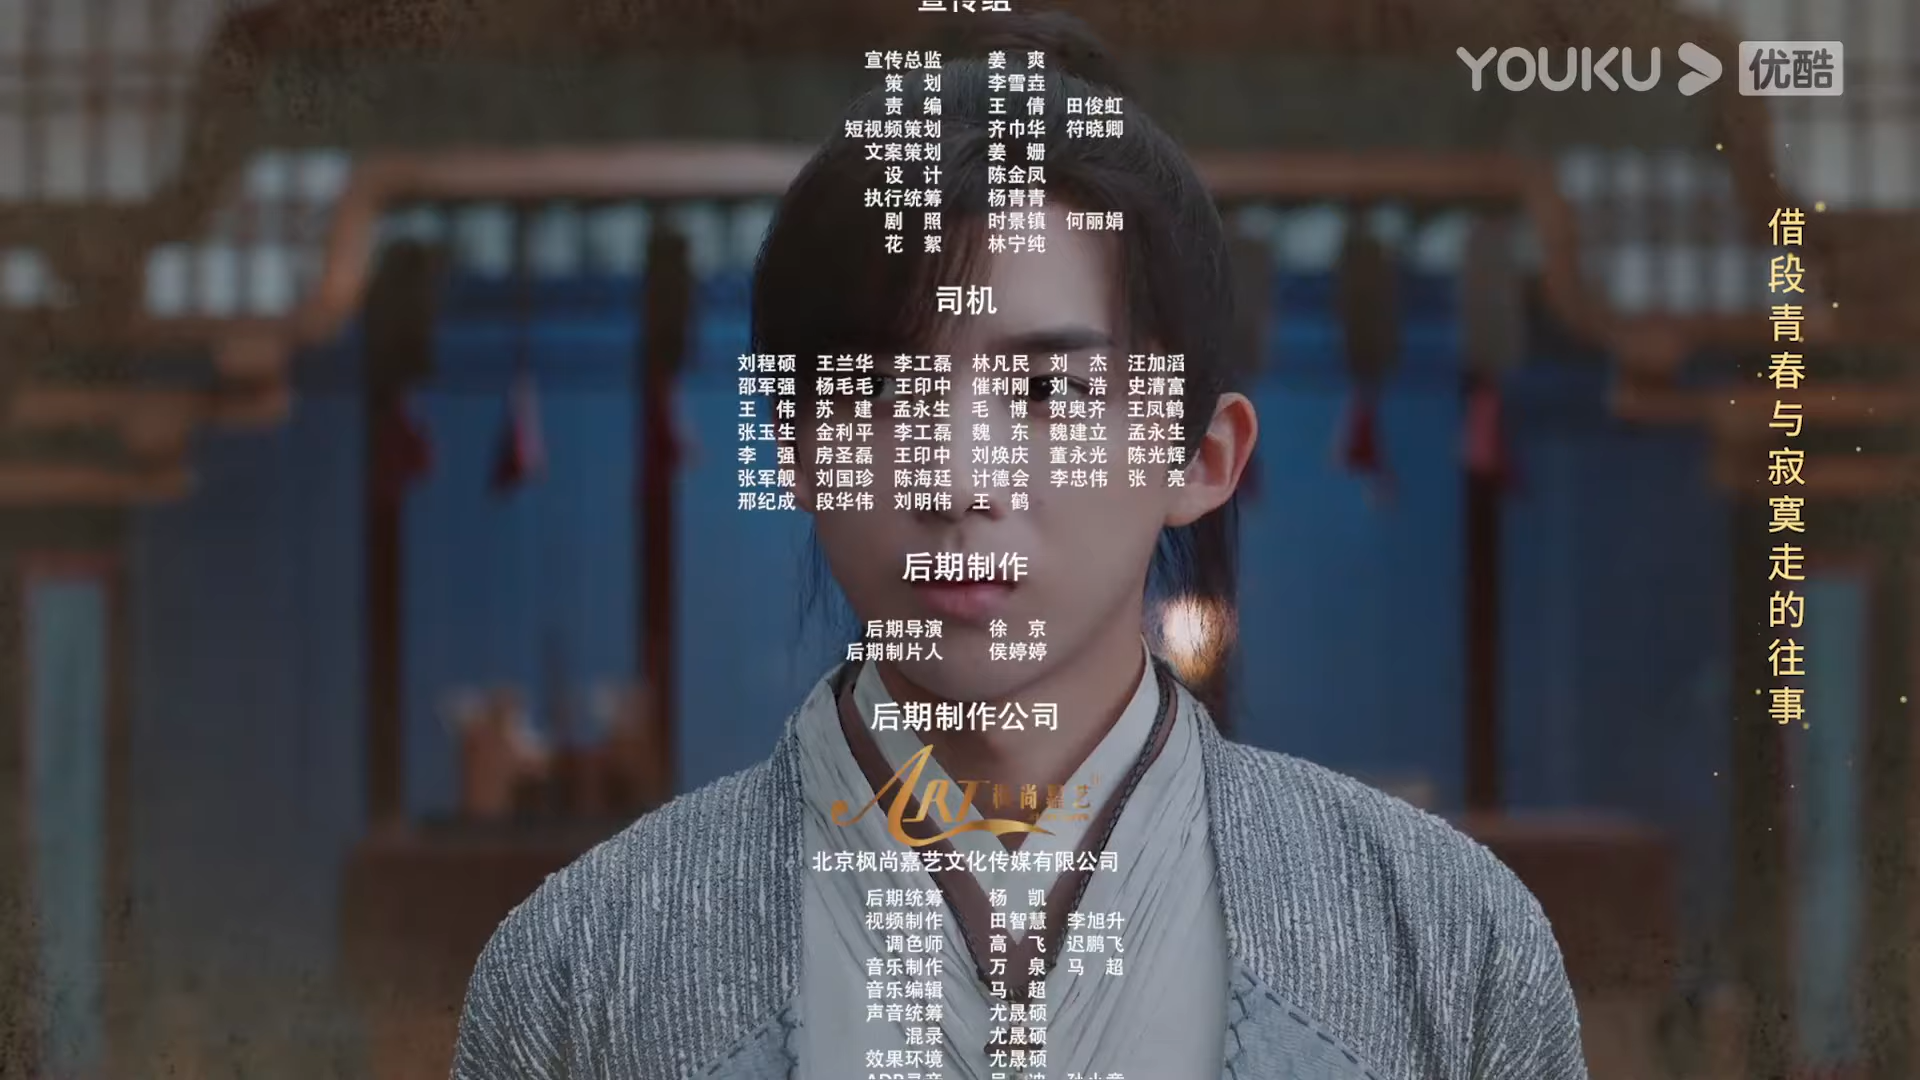 宣传组
YOUKU 优酷
宣传总监 姜 爽
策 划 李雪垚
责 编 王 倩 田俊虹
短视频策划 齐巾华 符晓卿
文案策划 姜 姗
设 计 陈金凤
执行统筹 杨青青
剧 照 时景镇 何丽娟
花 絮 林宁纯
司机
刘程硕 王兰华 李工磊 林凡民 刘 杰 汪加滔
邵军强 杨毛毛 王印中 催利刚 刘 浩 史清富
王 伟 苏 建 孟永生 毛 博 贺奥齐 王凤鹤
张玉生 金利平 李工磊 魏 东 魏建立 孟永生
李 强 房圣磊 王印中 刘焕庆 董永光 陈光辉
张军舰 刘国珍 陈海廷 计德会 李忠伟 张 亮
邢纪成 段华伟 刘明伟 王 鹤
后期制作
后期导演 徐 京
后期制片人 侯婷婷
后期制作公司
ART 枫尚嘉艺
北京枫尚嘉艺文化传媒有限公司
后期统筹 杨 凯
视频制作 田智慧 李旭升
调色师 高 飞 迟鹏飞
音乐制作 万 泉 马 超
音乐编辑 马 超
声音统筹 尤晟硕
混录 尤晟硕
效果环境 尤晟硕
借段青春与寂寞走的往事